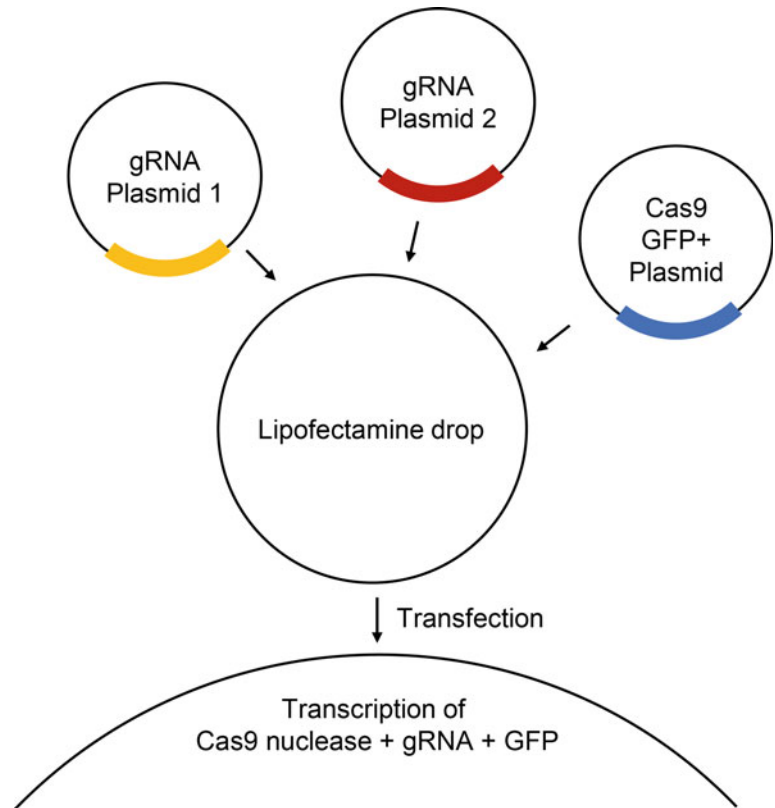 gRNA
Plasmid 1
gRNA
Plasmid 2
Cas9
GFP+
Plasmid
Lipofectamine drop
Transfection
Transcription of
Cas9 nuclease + gRNA + GFP